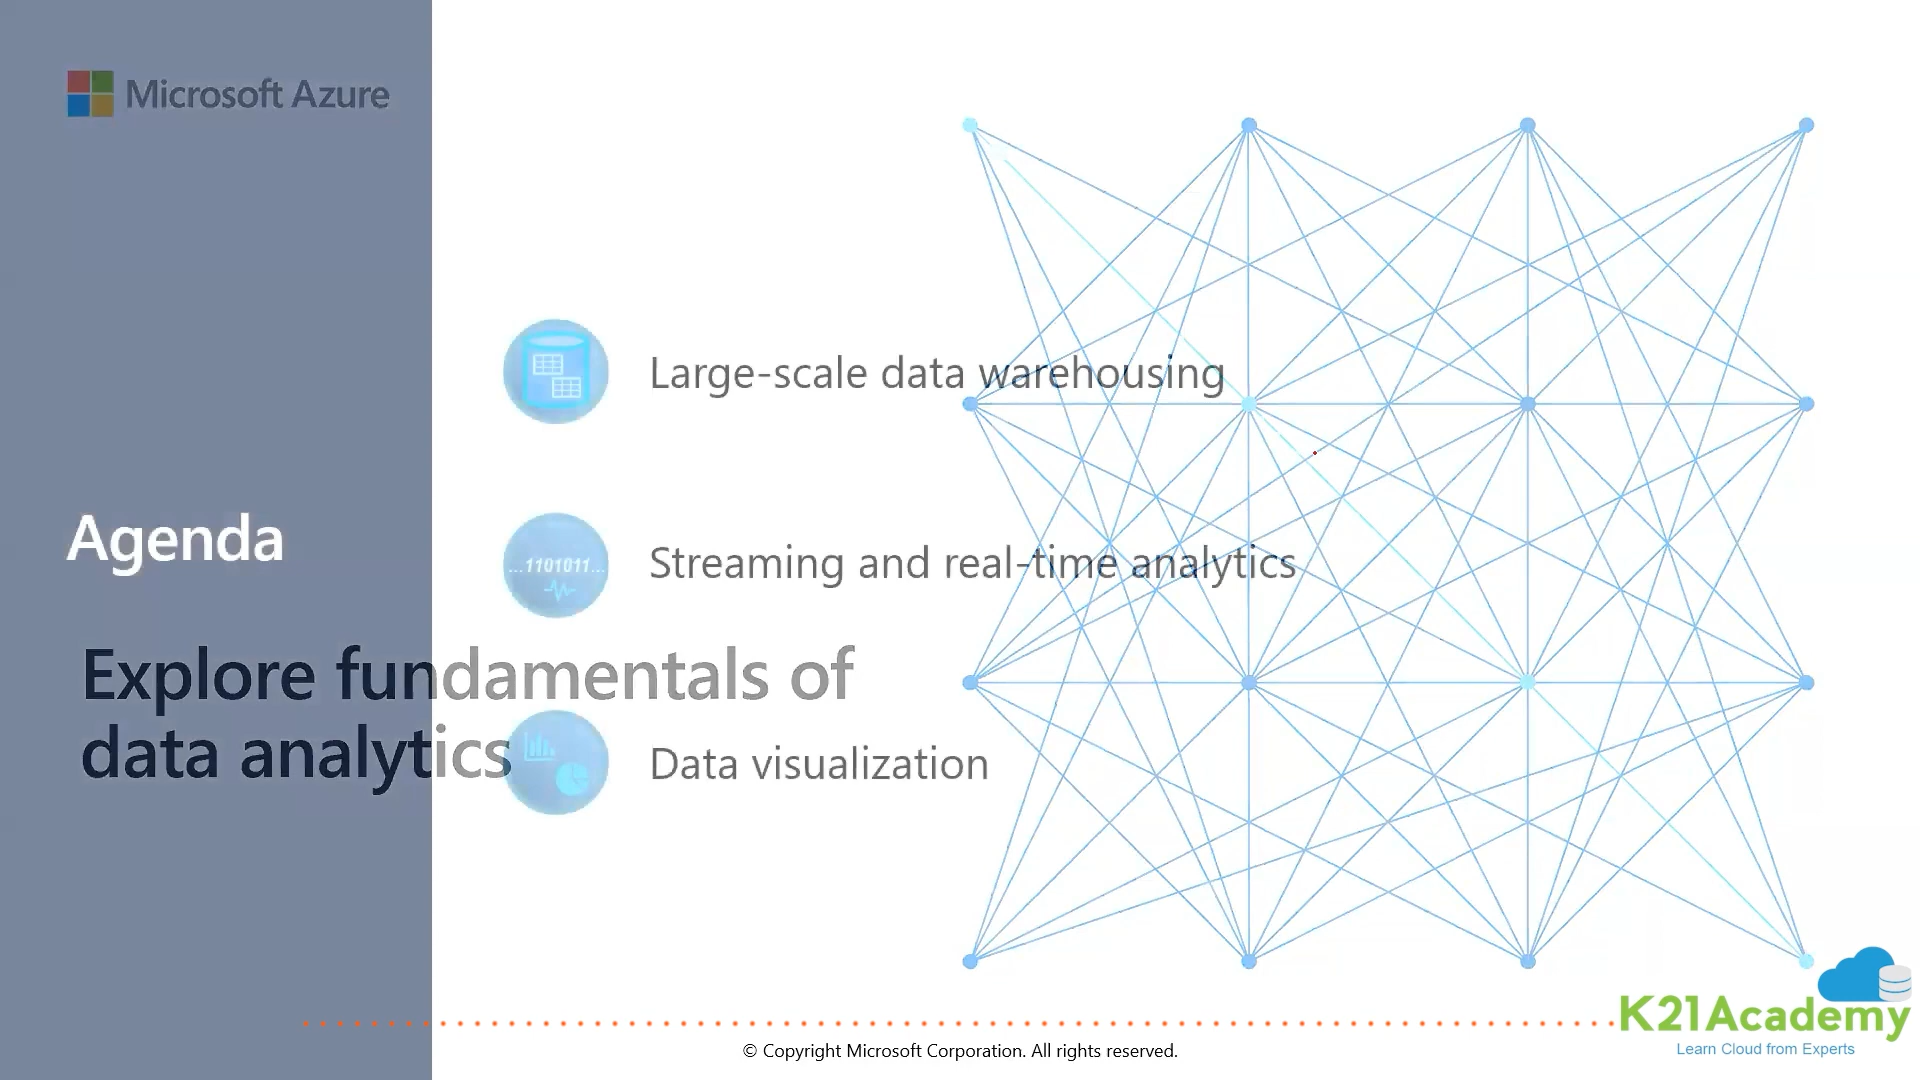 Microsoft Azure
Large-scale data warehousing
Agenda
...1101011...
Streaming and real-time analytics
Explore fundamentals of
data analytics
Data visualization
K21Academy
Learn Cloud from Experts
© Copyright Microsoft Corporation. All rights reserved.